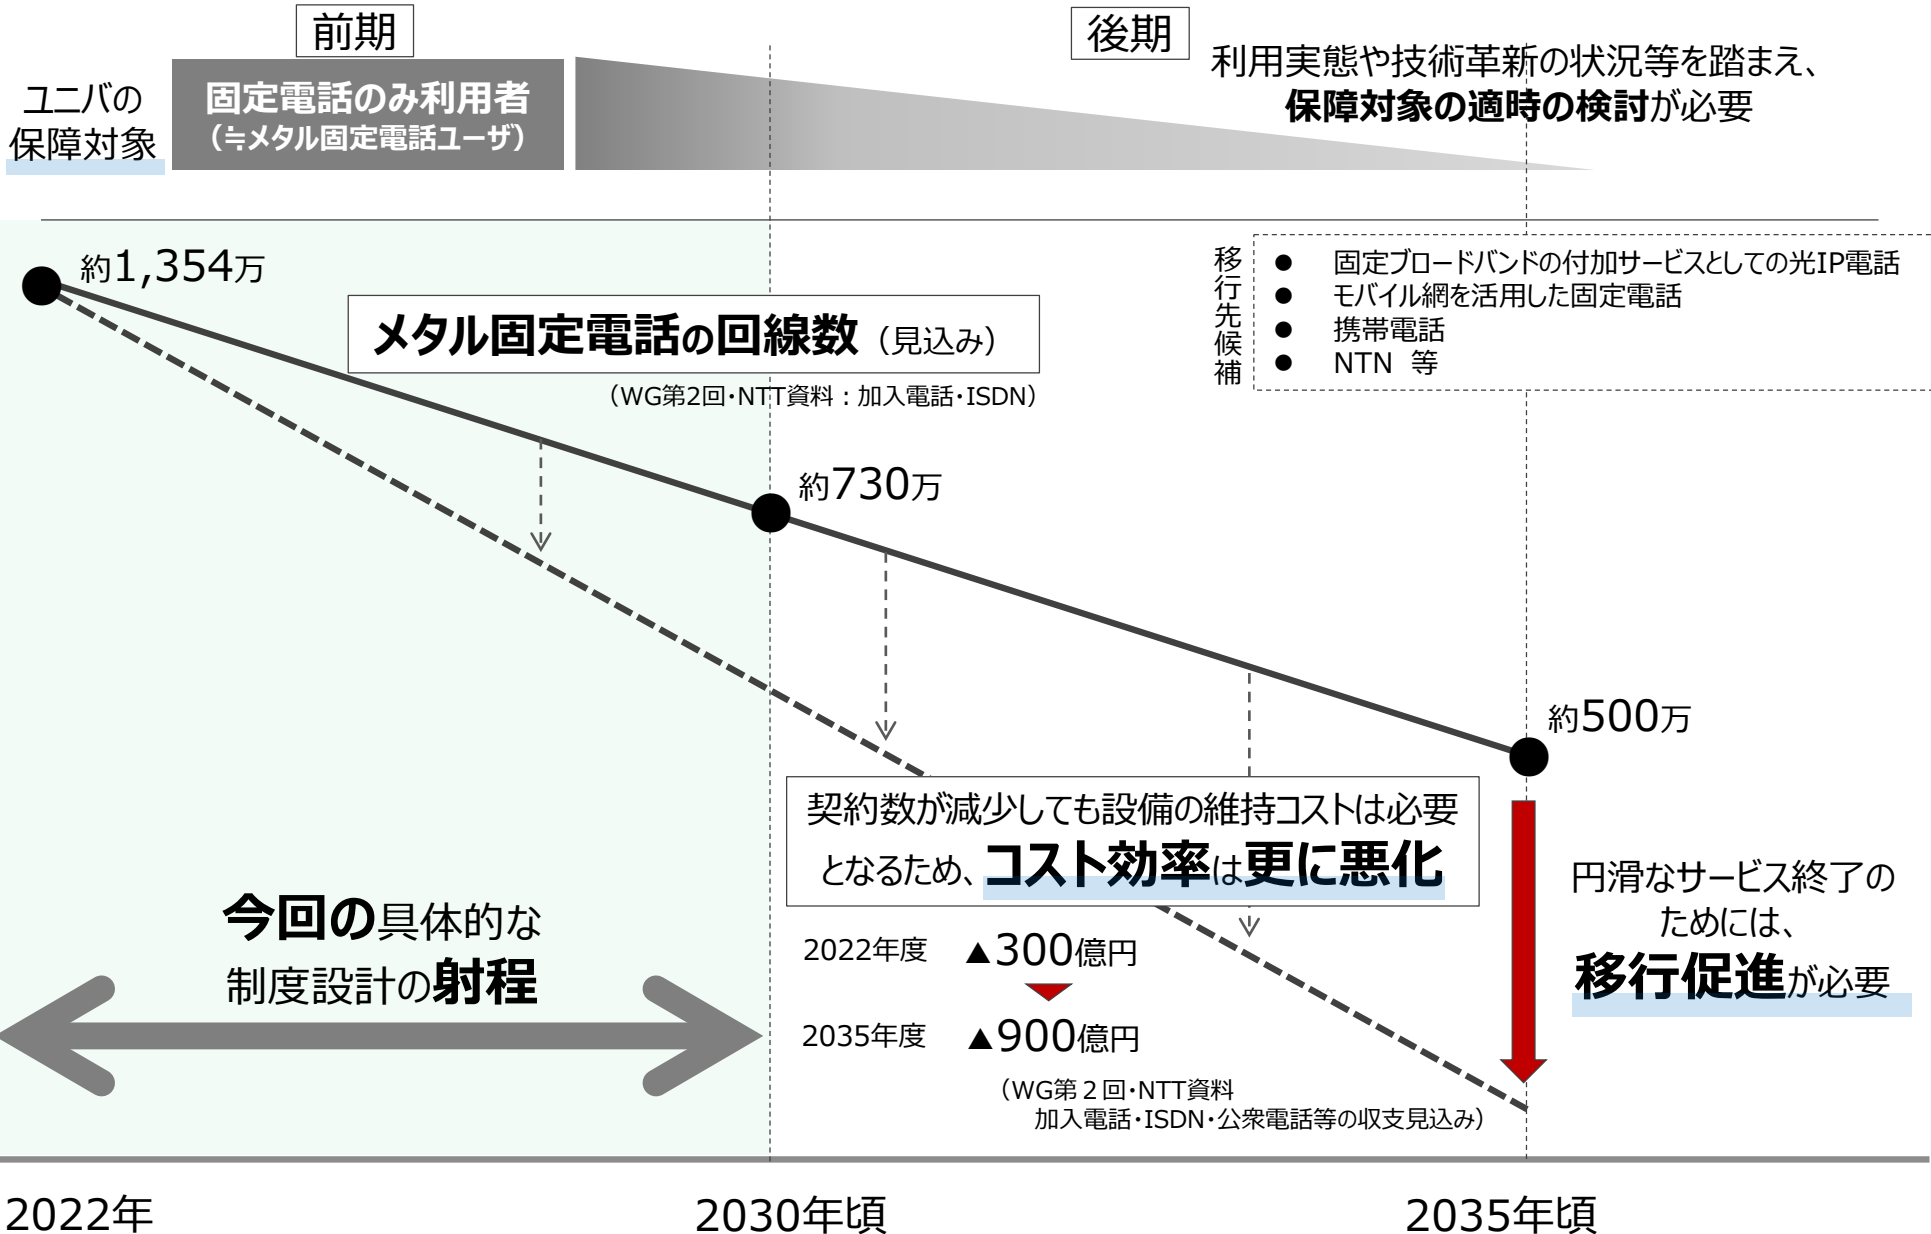 前期
後期
ユニバの
保障対象
固定電話のみ利用者
（≒メタル固定電話ユーザ）
利用実態や技術革新の状況等を踏まえ、
保障対象の適時の検討が必要
約1,354万
メタル固定電話の回線数（見込み）
（WG第2回・NTT資料：加入電話・ISDN）
移行先候補
● 固定ブロードバンドの付加サービスとしての光IP電話
● モバイル網を活用した固定電話
● 携帯電話
● NTN 等
約730万
約500万
契約数が減少しても設備の維持コストは必要
となるため、コスト効率は更に悪化
2022年度 ▲300億円
2035年度 ▲900億円
（WG第２回・NTT資料
加入電話・ISDN・公衆電話等の収支見込み）
今回の具体的な
制度設計の射程
円滑なサービス終了の
ためには、
移行促進が必要
2022年
2030年頃
2035年頃